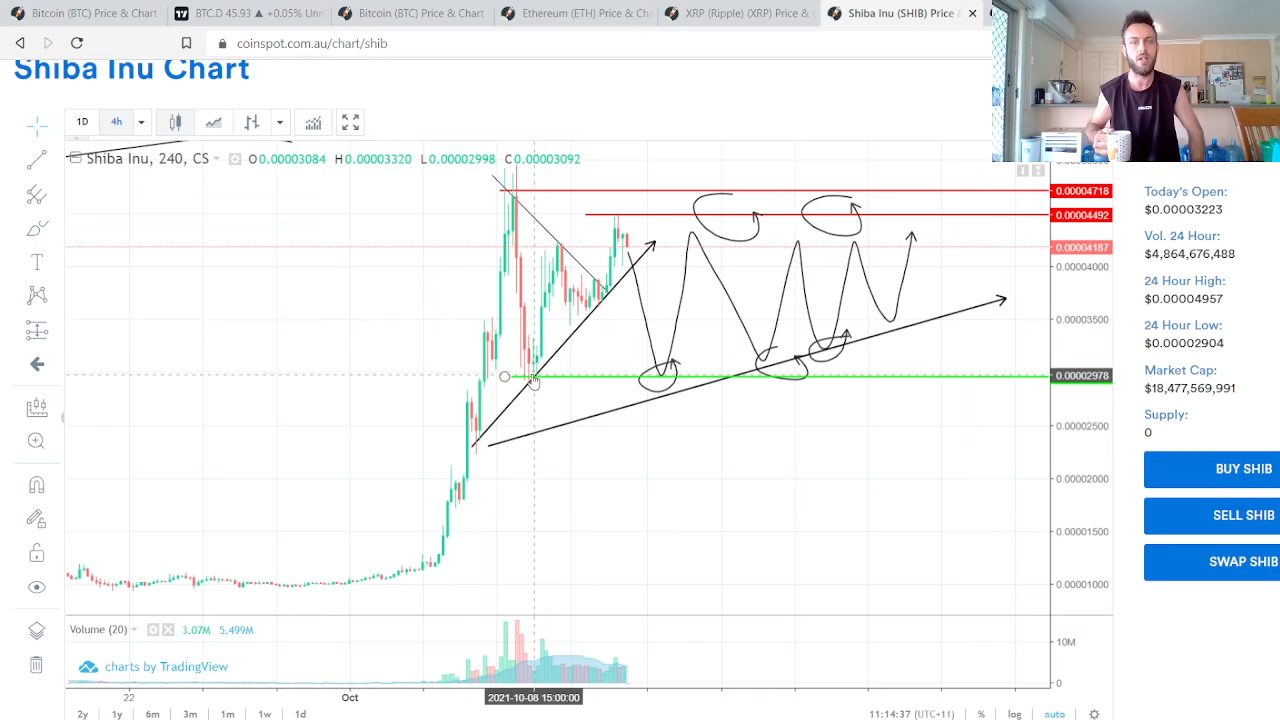 Bitcoin (BTC) Price & Chart
BTC.D 45.93 ▲ +0.05% Unn
Bitcoin (BTC) Price & Chart
Ethereum (ETH) Price & Cha
XRP (Ripple) (XRP) Price &
Shiba Inu (SHIB) Price &
coinspot.com.au/chart/shib
Shiba Inu Chart
1D 4h
Shiba Inu, 240, CS O0.00003084 H0.00003320 L0.00002998 C0.00003092
0.00004718
0.00004492
0.00004187
0.00004000
0.00003500
0.00002978
0.00002500
0.00002000
0.00001500
0.00001000
Volume (20) 3.07M 5.499M
10M
0
charts by TradingView
22 Oct 2021-10-08 15:00:00
2y 1y 6m 3m 1m 1w 1d 11:14:37 (UTC+11) % log auto
Today's Open:
$0.00003223
Vol. 24 Hour:
$4,864,676,488
24 Hour High:
$0.00004957
24 Hour Low:
$0.00002904
Market Cap:
$18,477,569,991
Supply:
0
BUY SHIB
SELL SHIB
SWAP SHIB